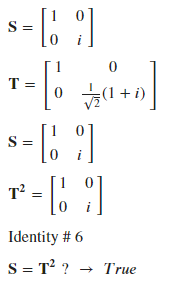 S = [1 0
0 i]
T = [1 0
0 1/√2 (1 + i)]
S = [1 0
0 i]
T² = [1 0
0 i]
Identity # 6
S = T² ? → True